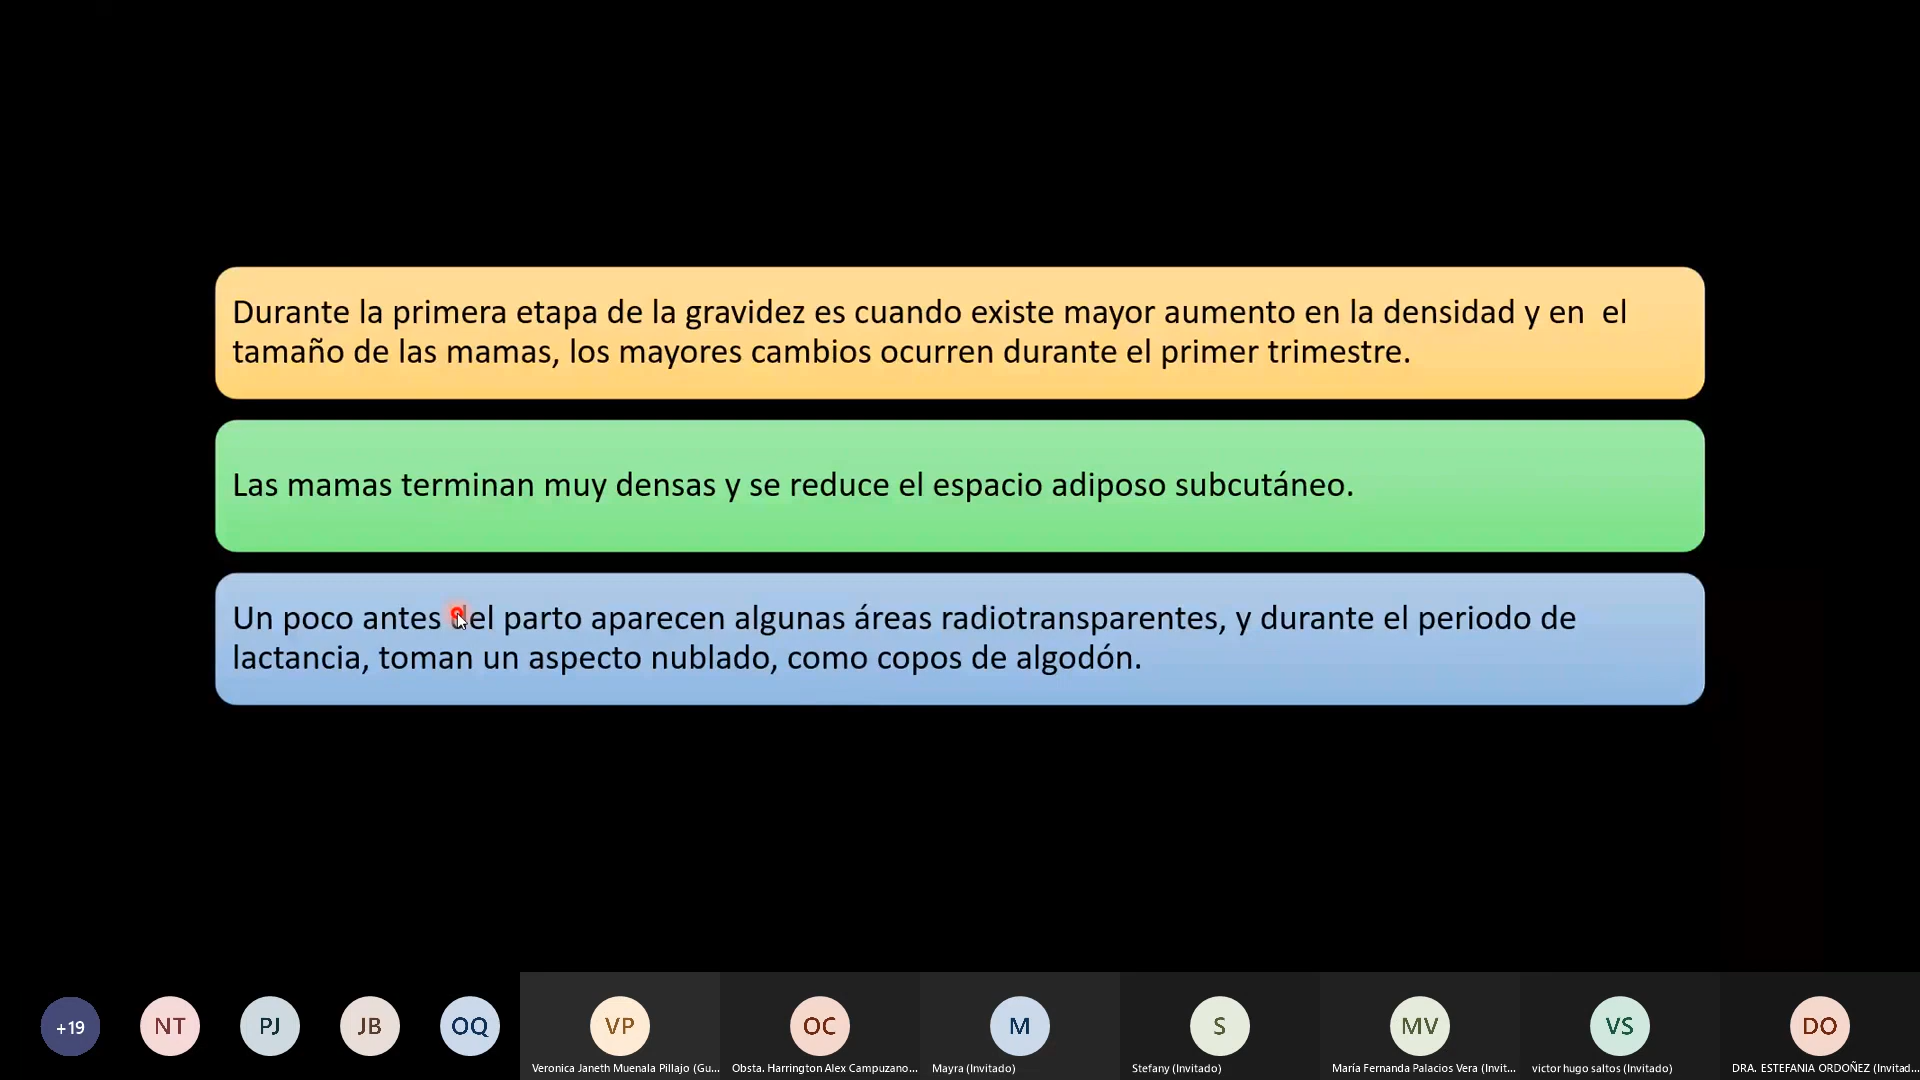 Durante la primera etapa de la gravidez es cuando existe mayor aumento en la densidad y en  el
tamaño de las mamas, los mayores cambios ocurren durante el primer trimestre.
Las mamas terminan muy densas y se reduce el espacio adiposo subcutáneo.
Un poco antes del parto aparecen algunas áreas radiotransparentes, y durante el periodo de
lactancia, toman un aspecto nublado, como copos de algodón.
+19 NT PJ JB OQ VP OC M S MV VS DO
Veronica Janeth Muenala Pillajo (Gu... Obsta. Harrington Alex Campuzano... Mayra (Invitado) Stefany (Invitado) María Fernanda Palacios Vera (Invit... victor hugo saltos (Invitado) DRA. ESTEFANIA ORDOÑEZ (Invitad...